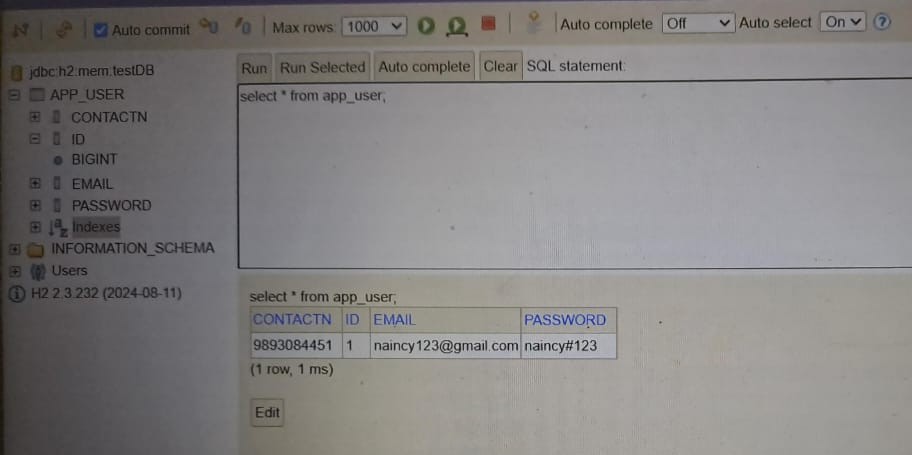 Auto commit Max rows: 1000 Auto complete Off Auto select On ?
jdbc:h2:mem:testDB
APP_USER
CONTACTN
ID
BIGINT
EMAIL
PASSWORD
Indexes
INFORMATION_SCHEMA
Users
H2 2.3.232 (2024-08-11)
Run Run Selected Auto complete Clear SQL statement:
select * from app_user;
select * from app_user;
CONTACTN ID EMAIL PASSWORD
9893084451 1 naincy123@gmail.com naincy#123
(1 row, 1 ms)
Edit